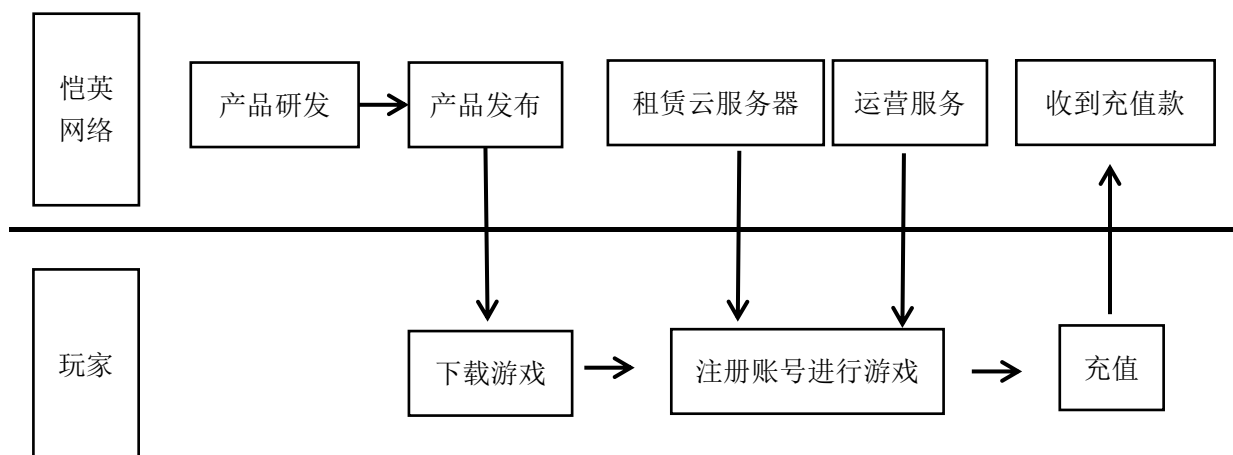 恺英
网络
产品研发
产品发布
租赁云服务器
运营服务
收到充值款
玩家
下载游戏
注册账号进行游戏
充值